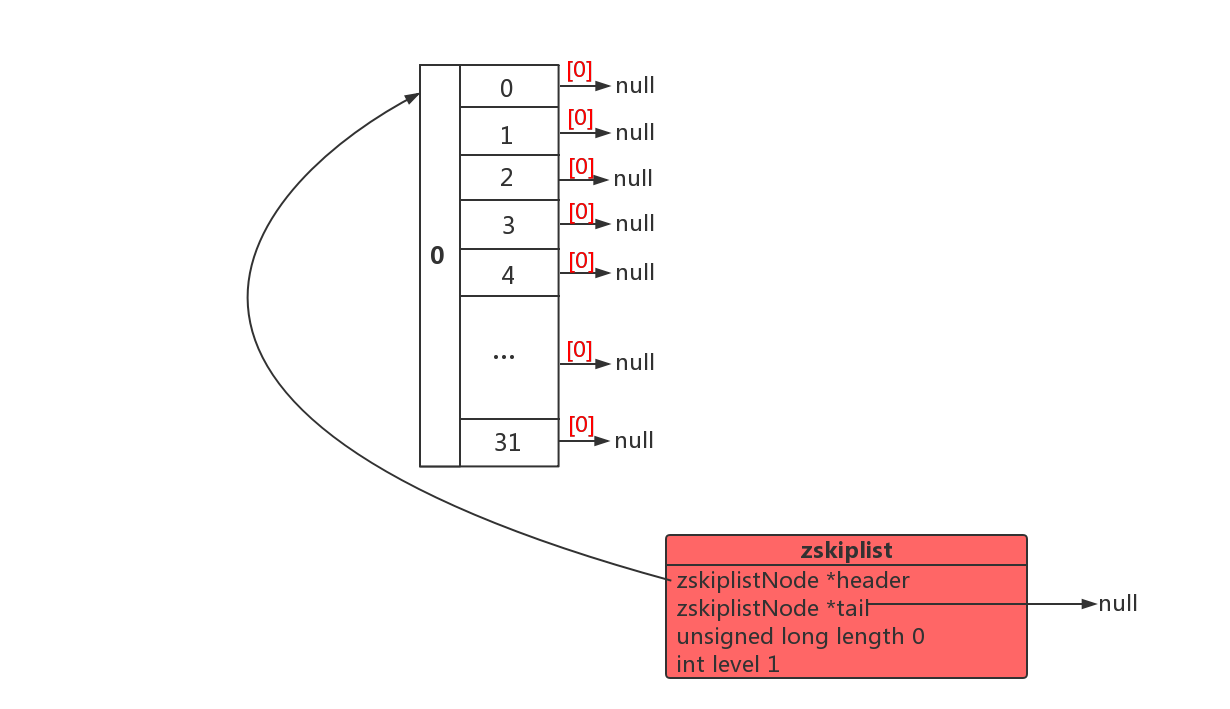 [0]
0 null
[0]
1 null
[0]
2 null
[0]
3 null
0
[0]
4 null
[0]
... null
[0]
31 null
zskiplist
zskiplistNode *header
zskiplistNode *tail null
unsigned long length 0
int level 1